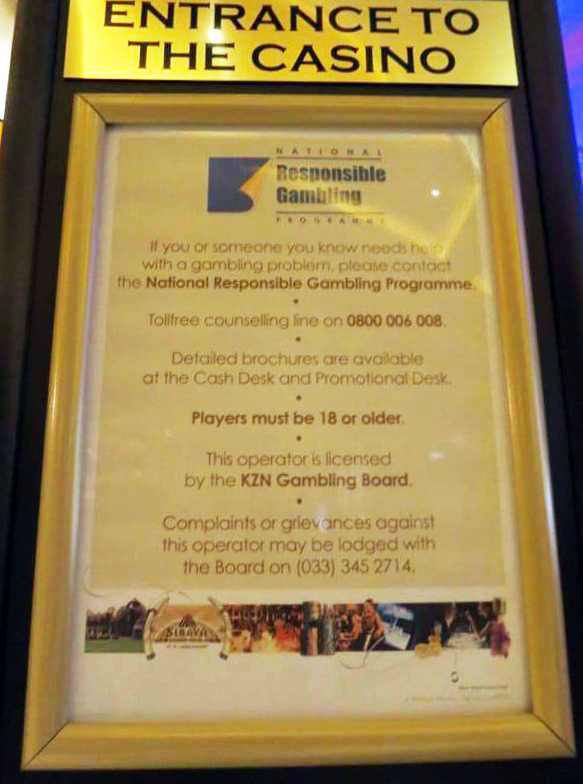 ENTRANCE TO
THE CASINO
NATIONAL
Responsible
Gambling
PROGRAMME
If you or someone you know needs help
with a gambling problem, please contact
the National Responsible Gambling Programme.
•
Tollfree counselling line on 0800 006 008.
•
Detailed brochures are available
at the Cash Desk and Promotional Desk.
•
Players must be 18 or older.
•
This operator is licensed
by the KZN Gambling Board.
•
Complaints or grievances against
this operator may be lodged with
the Board on (033) 345 2714.
SIBAYA